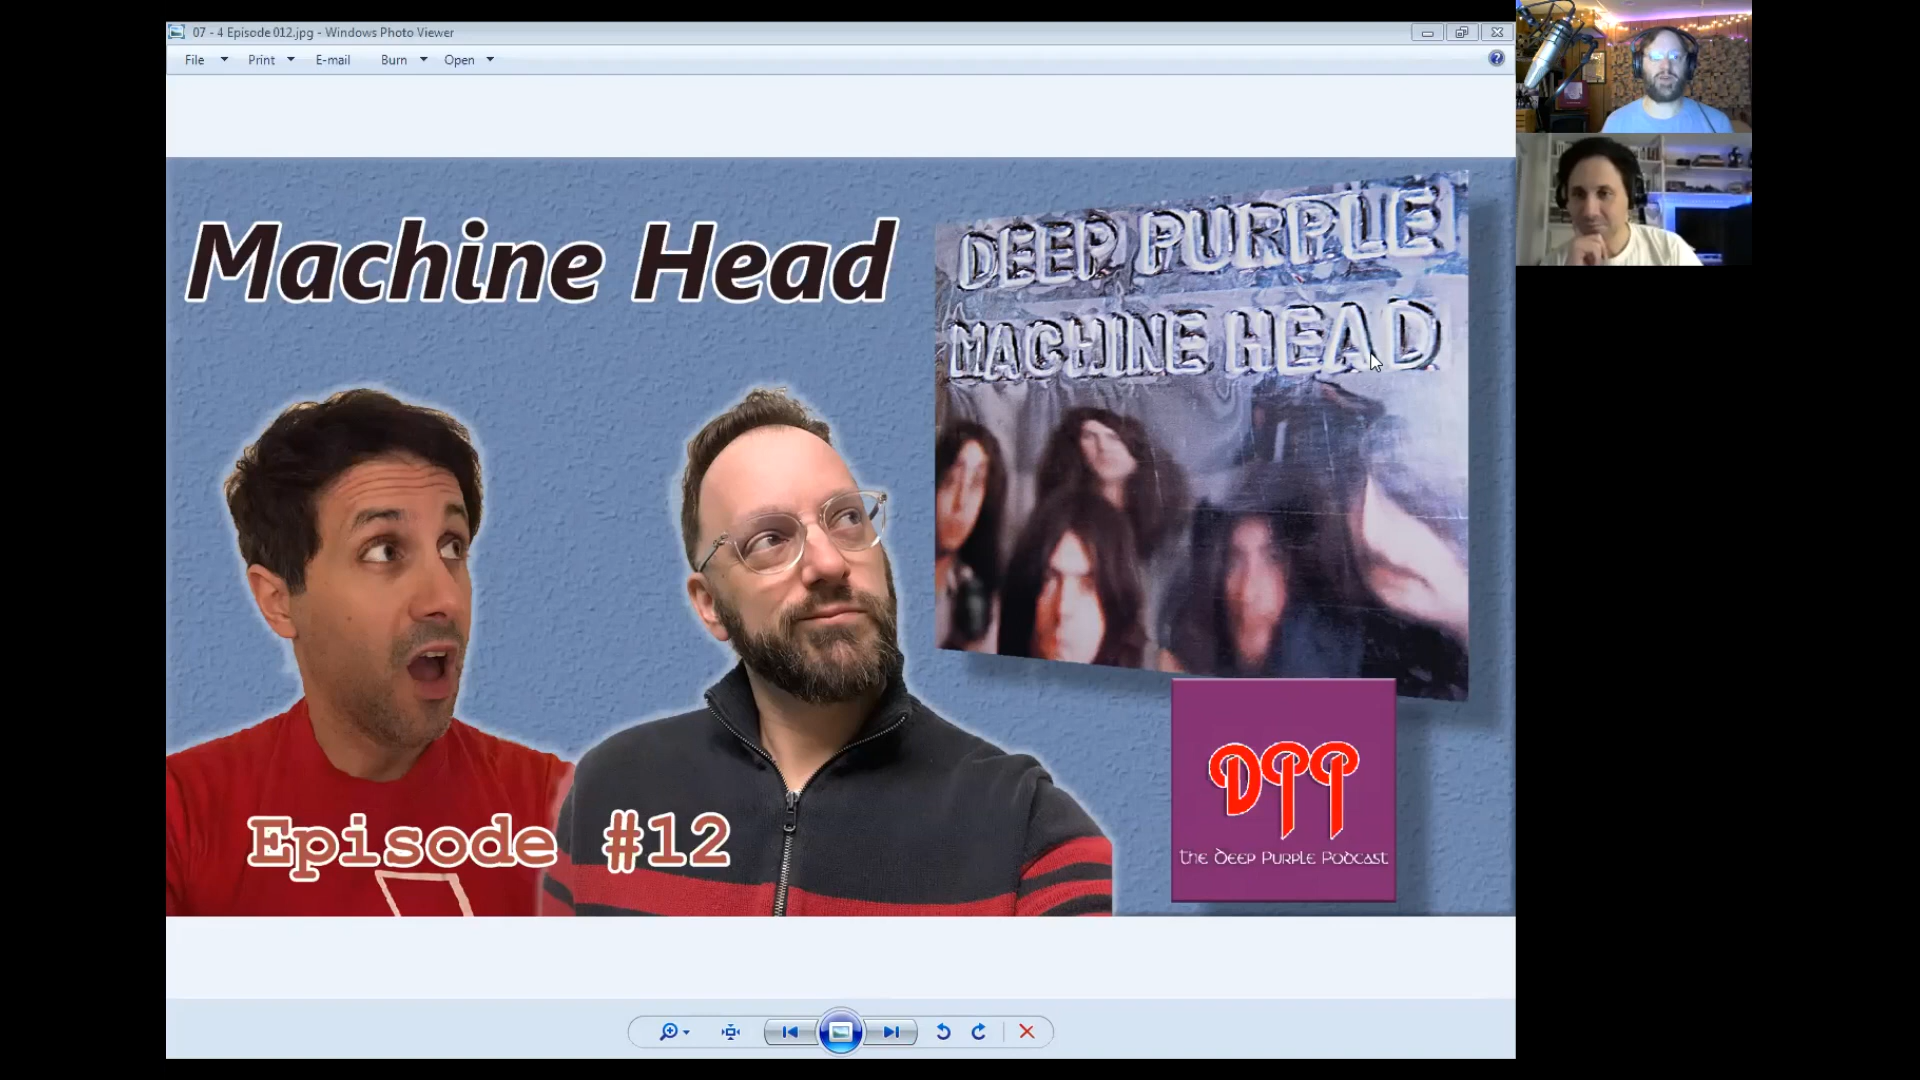 07 - 4 Episode 012.jpg - Windows Photo Viewer
File Print E-mail Burn Open
Machine Head
DEEP PURPLE
MACHINE HEAD
Episode #12
DPP
The Deep Purple Podcast